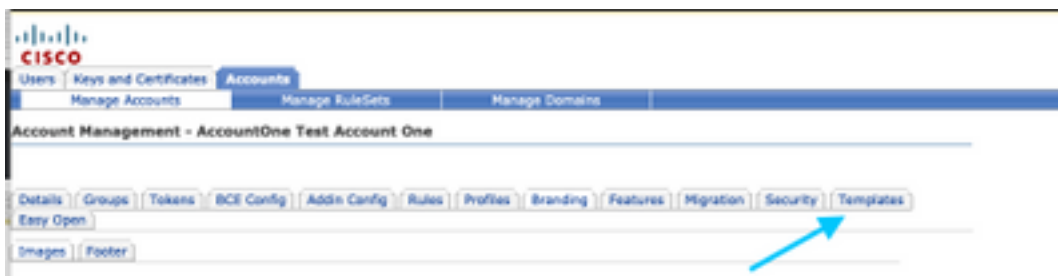 CISCO
Users Keys and Certificates Accounts
Manage Accounts Manage RuleSets Manage Domains
Account Management - AccountOne Test Account One
Details Groups Tokens BCE Config Addin Config Rules Profiles Branding Features Migration Security Templates
Easy Open
Images Footer